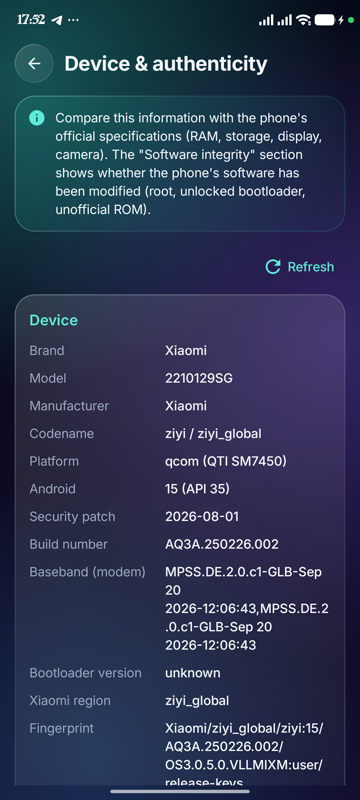 17:52
Device & authenticity
Compare this information with the phone's
official specifications (RAM, storage, display,
camera). The "Software integrity" section
shows whether the phone's software has
been modified (root, unlocked bootloader,
unofficial ROM).
Refresh
Device
Brand Xiaomi
Model 2210129SG
Manufacturer Xiaomi
Codename ziyi / ziyi_global
Platform qcom (QTI SM7450)
Android 15 (API 35)
Security patch 2026-08-01
Build number AQ3A.250226.002
Baseband (modem) MPSS.DE.2.0.c1-GLB-Sep
20
2026-12:06:43,MPSS.DE.2
.0.c1-GLB-Sep 20
2026-12:06:43
Bootloader version unknown
Xiaomi region ziyi_global
Fingerprint Xiaomi/ziyi_global/ziyi:15/
AQ3A.250226.002/
OS3.0.5.0.VLLMIXM:user/
release-keys